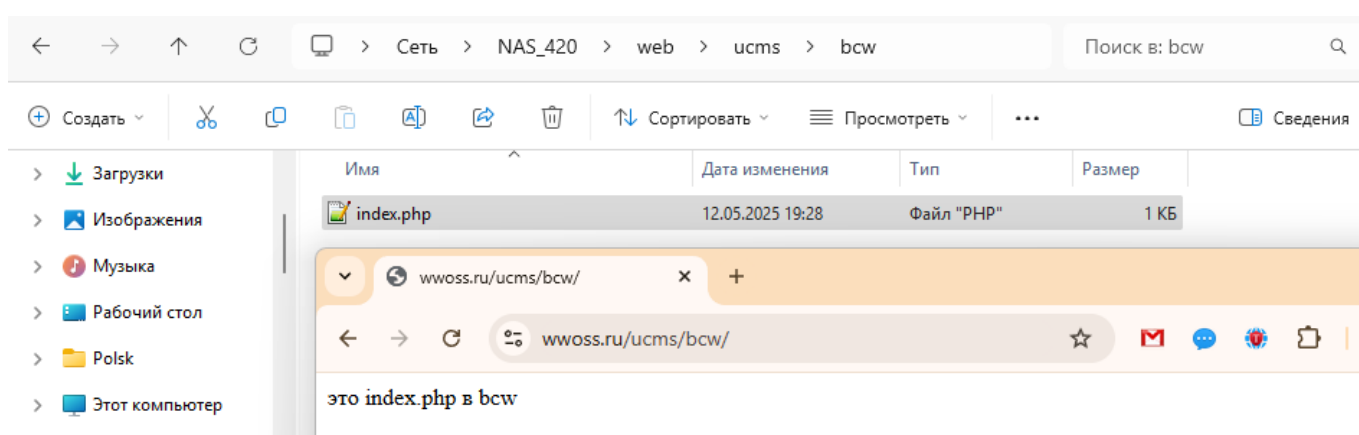 Сеть > NAS_420 > web > ucms > bcw
Поиск в: bcw
Создать
Сортировать
Просмотреть
Сведения
Имя
Дата изменения
Тип
Размер
Загрузки
index.php
12.05.2025 19:28
Файл "PHP"
1 КБ
Изображения
Музыка
Рабочий стол
Polsk
Этот компьютер
wwoss.ru/ucms/bcw/
wwoss.ru/ucms/bcw/
это index.php в bcw